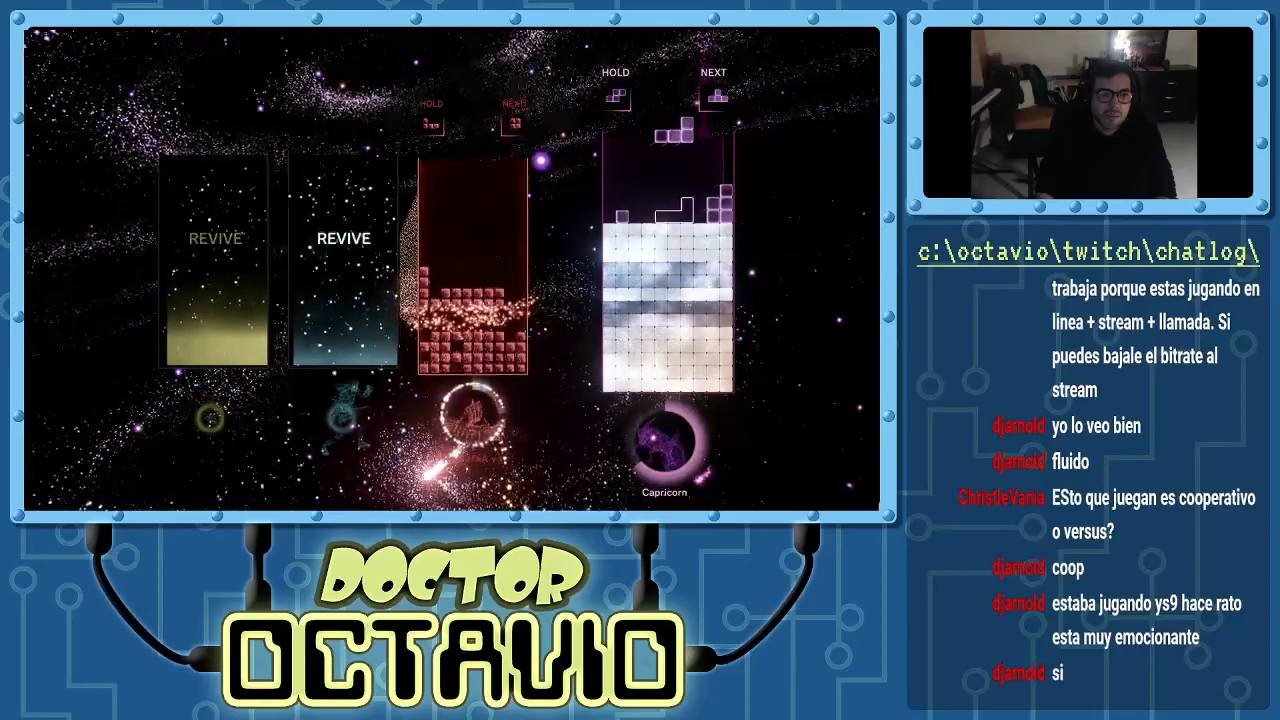 HOLD
NEXT
HOLD
NEXT
REVIVE
REVIVE
Capricorn
DOCTOR
OCTAVIO
c:\octavio\twitch\chatlog\
trabaja porque estas jugando en
linea + stream + llamada. Si
puedes bajale el bitrate al
stream
djarnold yo lo veo bien
djarnold fluido
ChristleVania ESto que juegan es cooperativo
o versus?
djarnold coop
djarnold estaba jugando ys9 hace rato
esta muy emocionante
djarnold si